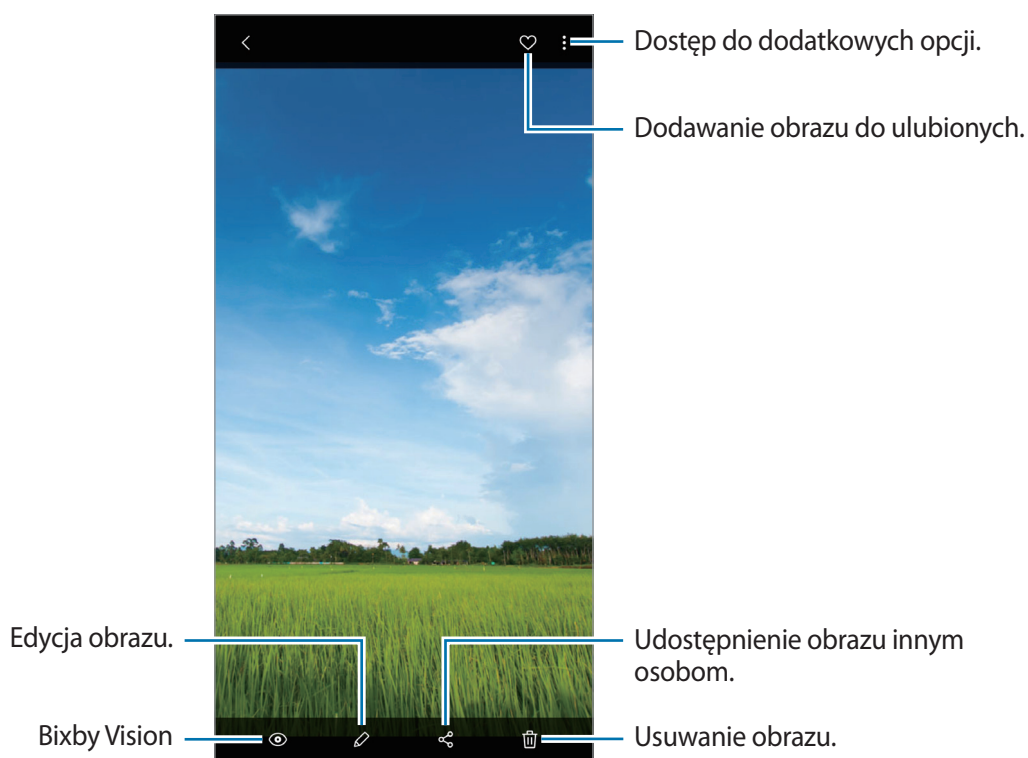 Dostęp do dodatkowych opcji.
Dodawanie obrazu do ulubionych.
Edycja obrazu.
Udostępnienie obrazu innym
osobom.
Bixby Vision
Usuwanie obrazu.